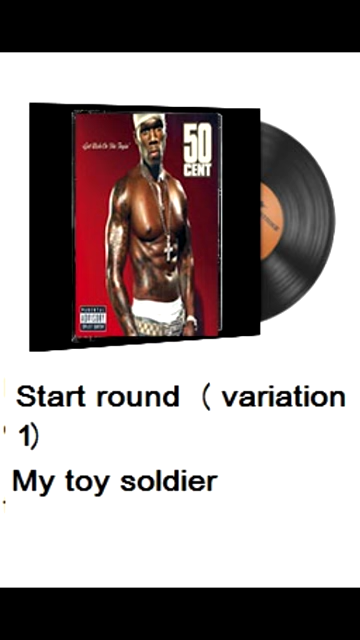 Get Rich Or Die Tryin'
50
CENT
PARENTAL
ADVISORY
EXPLICIT CONTENT
Start round ( variation
1)
My toy soldier